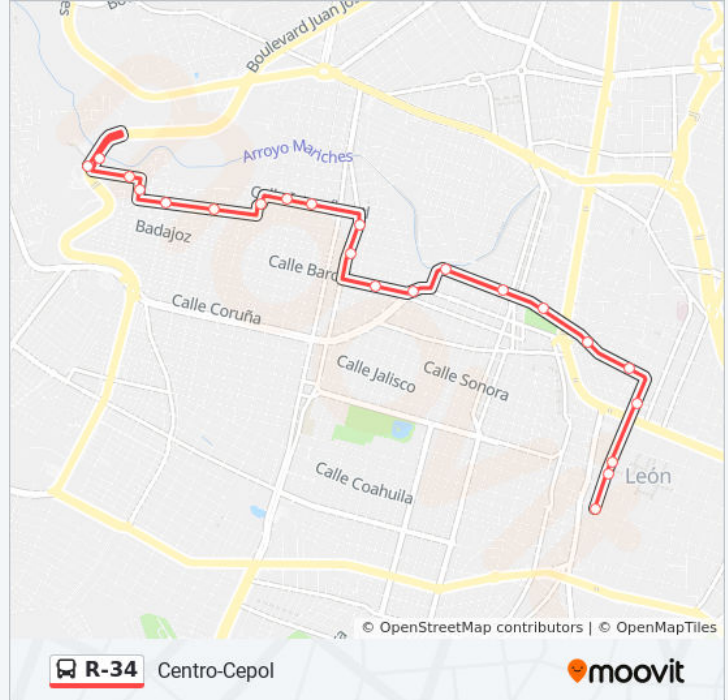 Boulevard Juan Jo
Arroyo Mariches
Badajoz
Calle Barc
Calle Coruña
Calle Jalisco
Calle Sonora
León
Calle Coahuila
© OpenStreetMap contributors | © OpenMapTiles
R-34 Centro-Cepol moovit